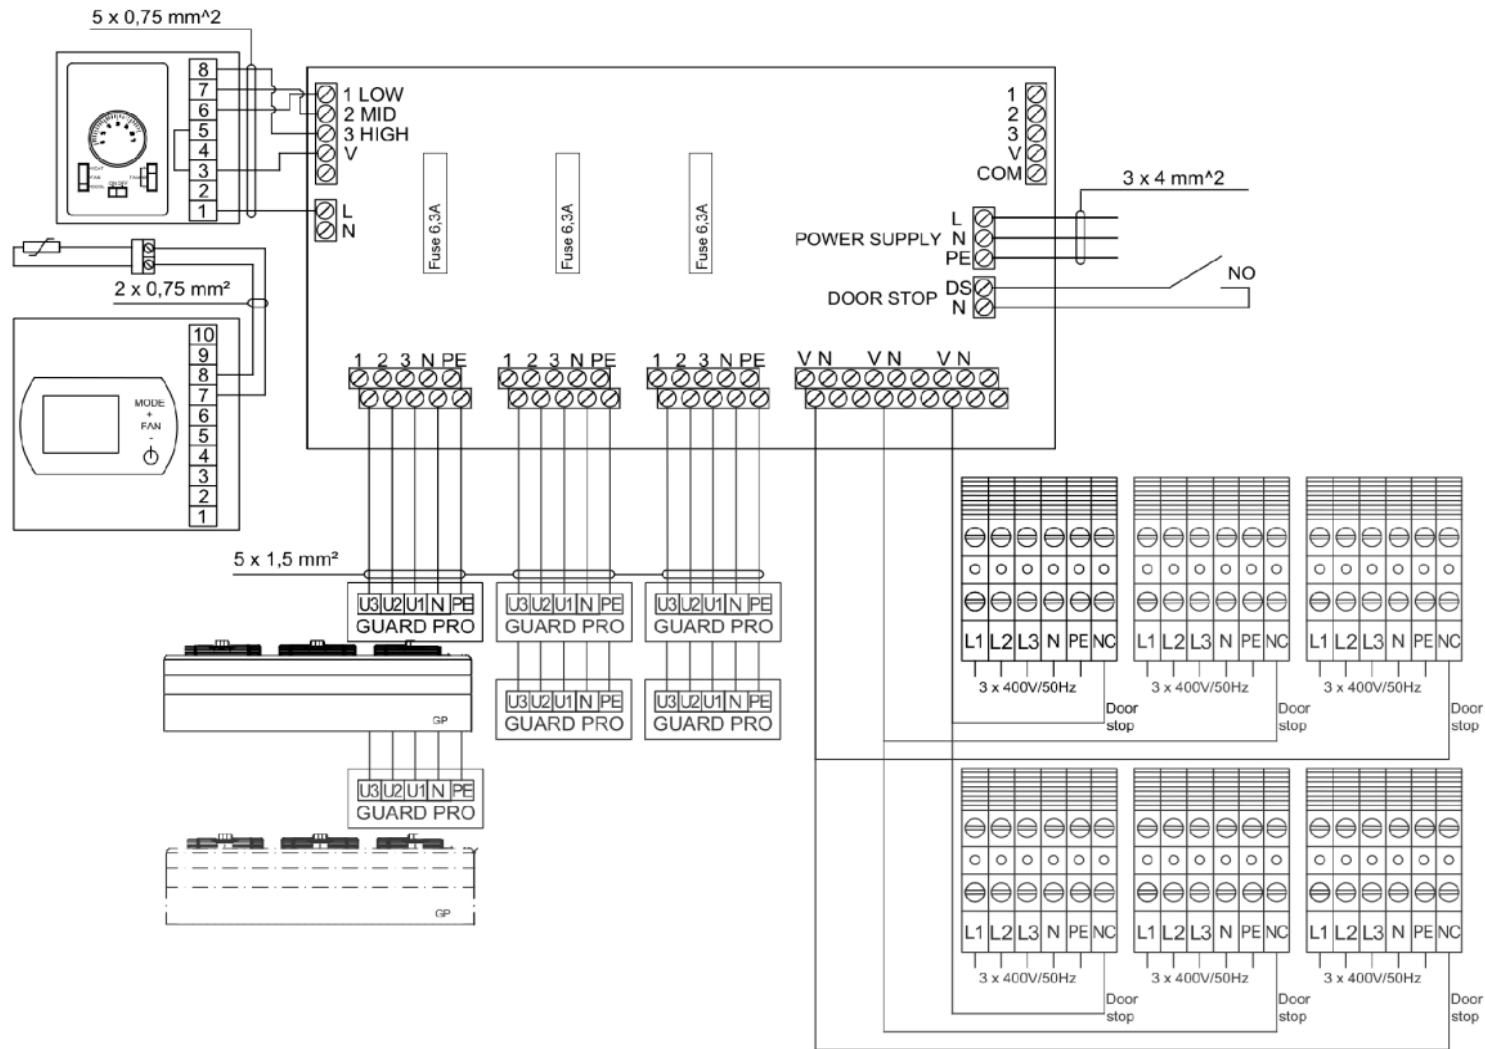 5 x 0,75 mm^2
8
7
6
5
4
3
2
1
HEAT
FAN
COOL
ON OFF
1 LOW
2 MID
3 HIGH
V
L
N
Fuse 6,3A
Fuse 6,3A
Fuse 6,3A
1
2
3
V
COM
3 x 4 mm^2
POWER SUPPLY
L
N
PE
DOOR STOP
DS
N
NO
2 x 0,75 mm²
10
9
8
7
6
5
4
3
2
1
MODE
+
FAN
-
1 2 3 N PE
1 2 3 N PE
1 2 3 N PE
V N V N V N
5 x 1,5 mm²
U3 U2 U1 N PE
GUARD PRO
U3 U2 U1 N PE
GUARD PRO
U3 U2 U1 N PE
GUARD PRO
GP
U3 U2 U1 N PE
GUARD PRO
U3 U2 U1 N PE
GUARD PRO
U3 U2 U1 N PE
GUARD PRO
GP
L1 L2 L3 N PE NC
3 x 400V/50Hz
Door
stop
L1 L2 L3 N PE NC
3 x 400V/50Hz
Door
stop
L1 L2 L3 N PE NC
3 x 400V/50Hz
Door
stop
L1 L2 L3 N PE NC
3 x 400V/50Hz
Door
stop
L1 L2 L3 N PE NC
3 x 400V/50Hz
Door
stop
L1 L2 L3 N PE NC
3 x 400V/50Hz
Door
stop